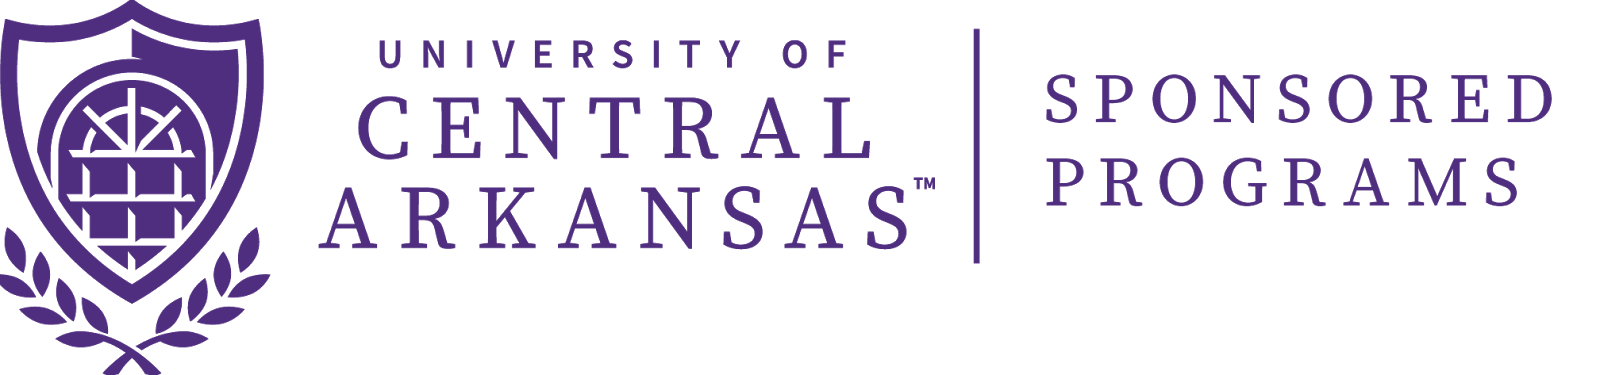 UNIVERSITY OF
CENTRAL
ARKANSAS™
SPONSORED
PROGRAMS